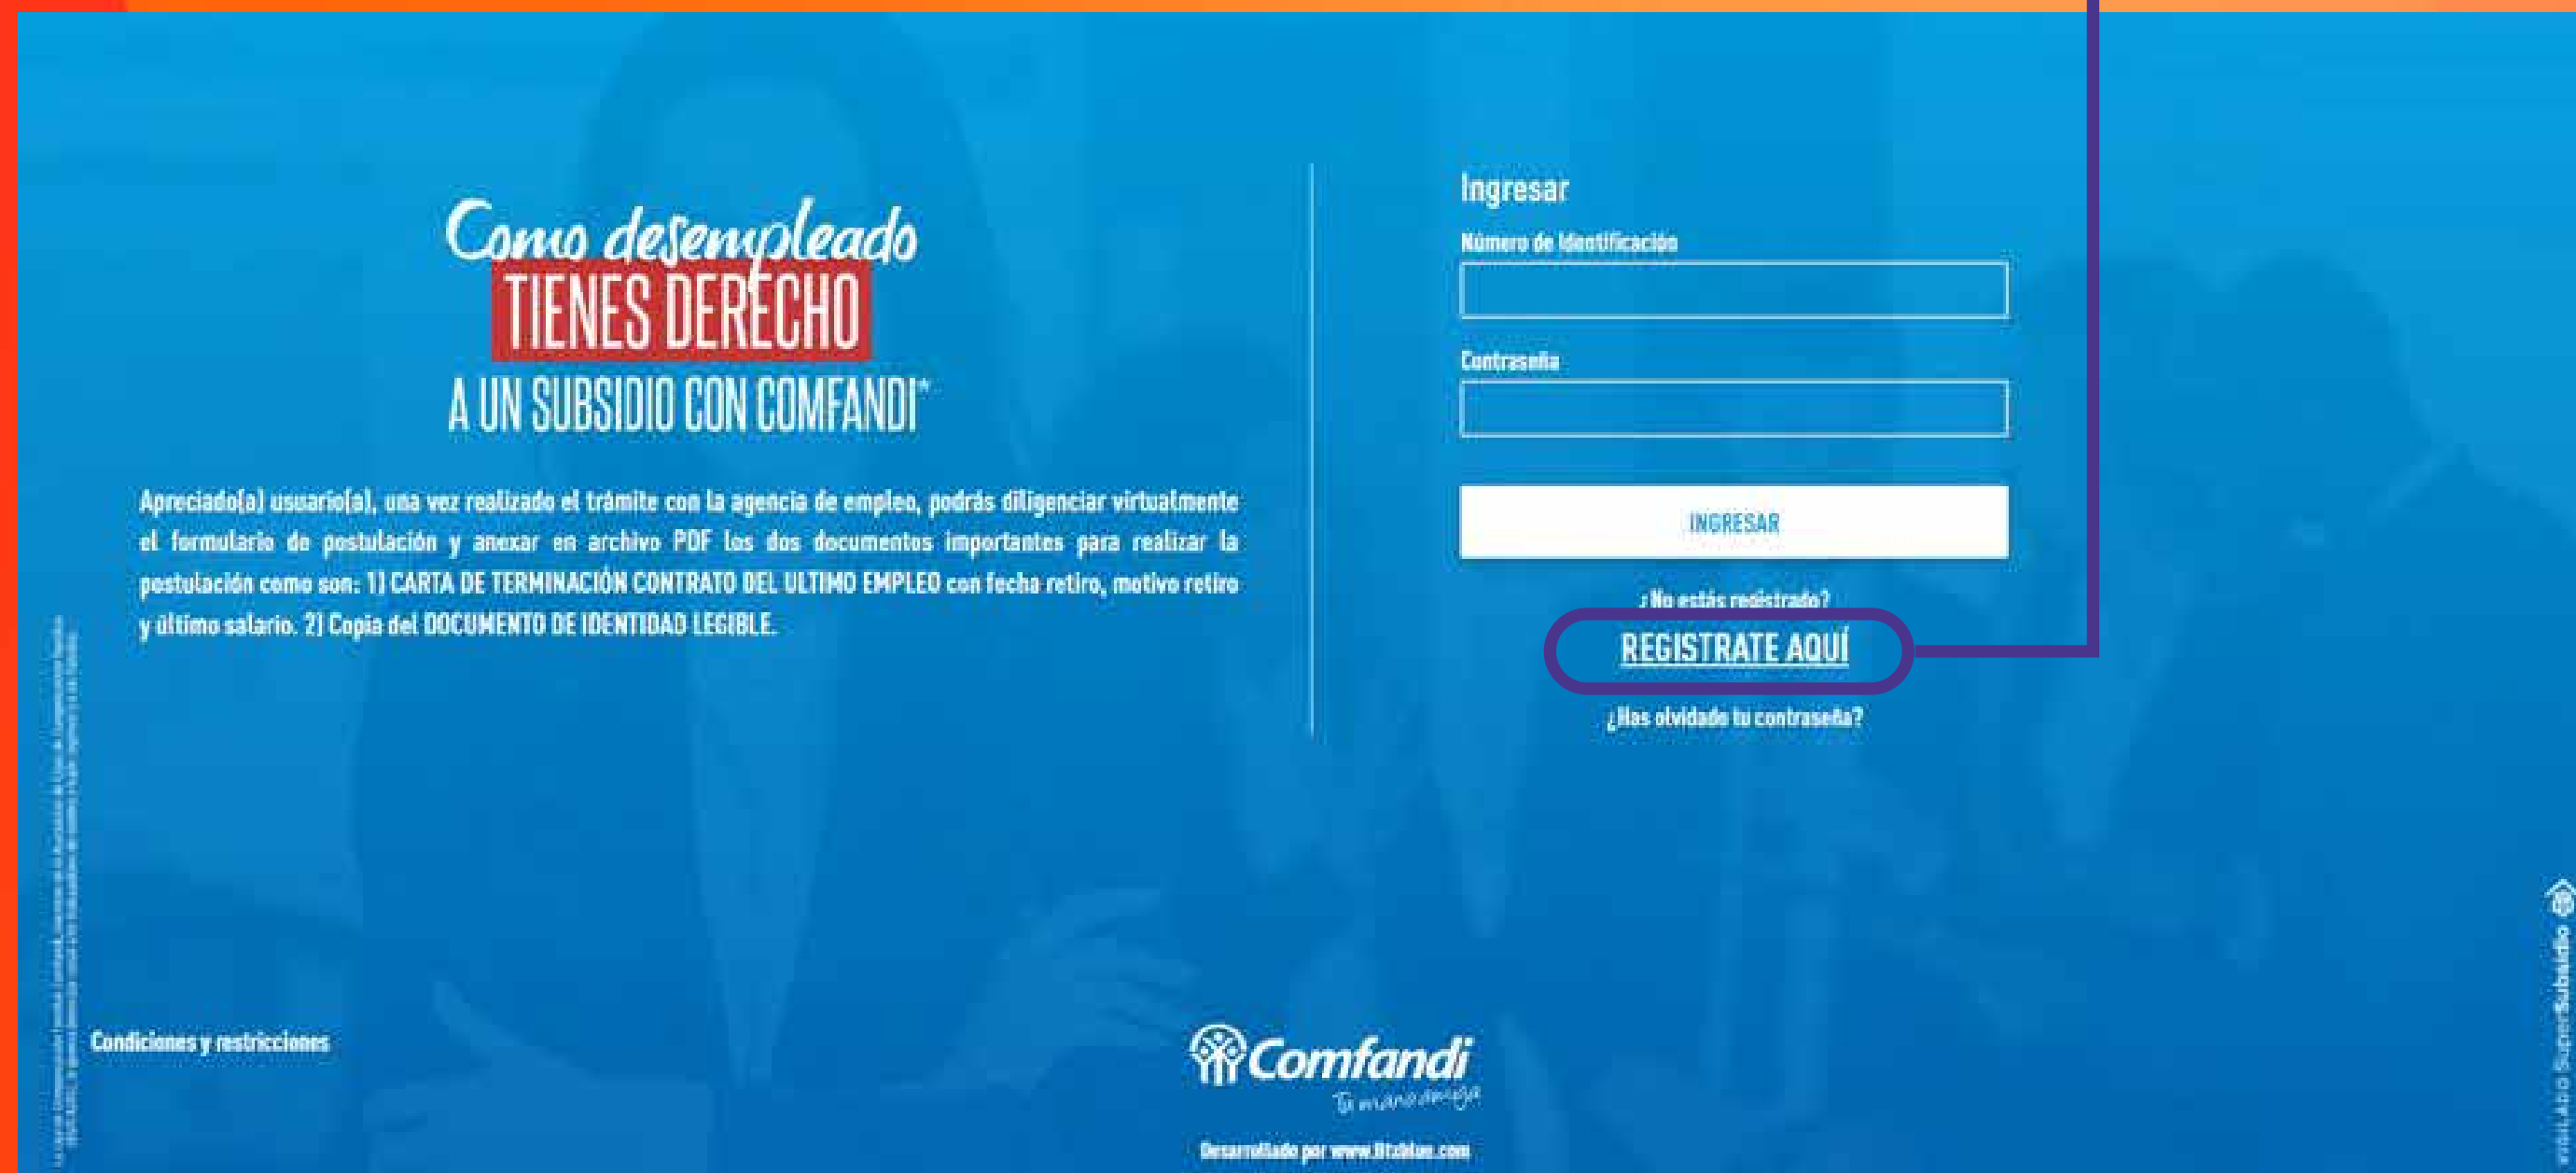 Como desempleado
TIENES DERECHO
A UN SUBSIDIO CON COMFANDI*
Apreciado(a) usuario(a), una vez realizado el trámite con la agencia de empleo, podrás diligenciar virtualmente
el formulario de postulación y anexar en archivo PDF los dos documentos importantes para realizar la
postulación como son: 1) CARTA DE TERMINACIÓN CONTRATO DEL ULTIMO EMPLEO con fecha retiro, motivo retiro
y último salario. 2) Copia del DOCUMENTO DE IDENTIDAD LEGIBLE.
Ingresar
Número de Identificación
Contraseña
INGRESAR
¿No estás registrado?
REGISTRATE AQUÍ
¿Has olvidado tu contraseña?
Condiciones y restricciones
Comfandi
Tu mano amiga
Desarrollado por
VIGILADO SuperSubsidio